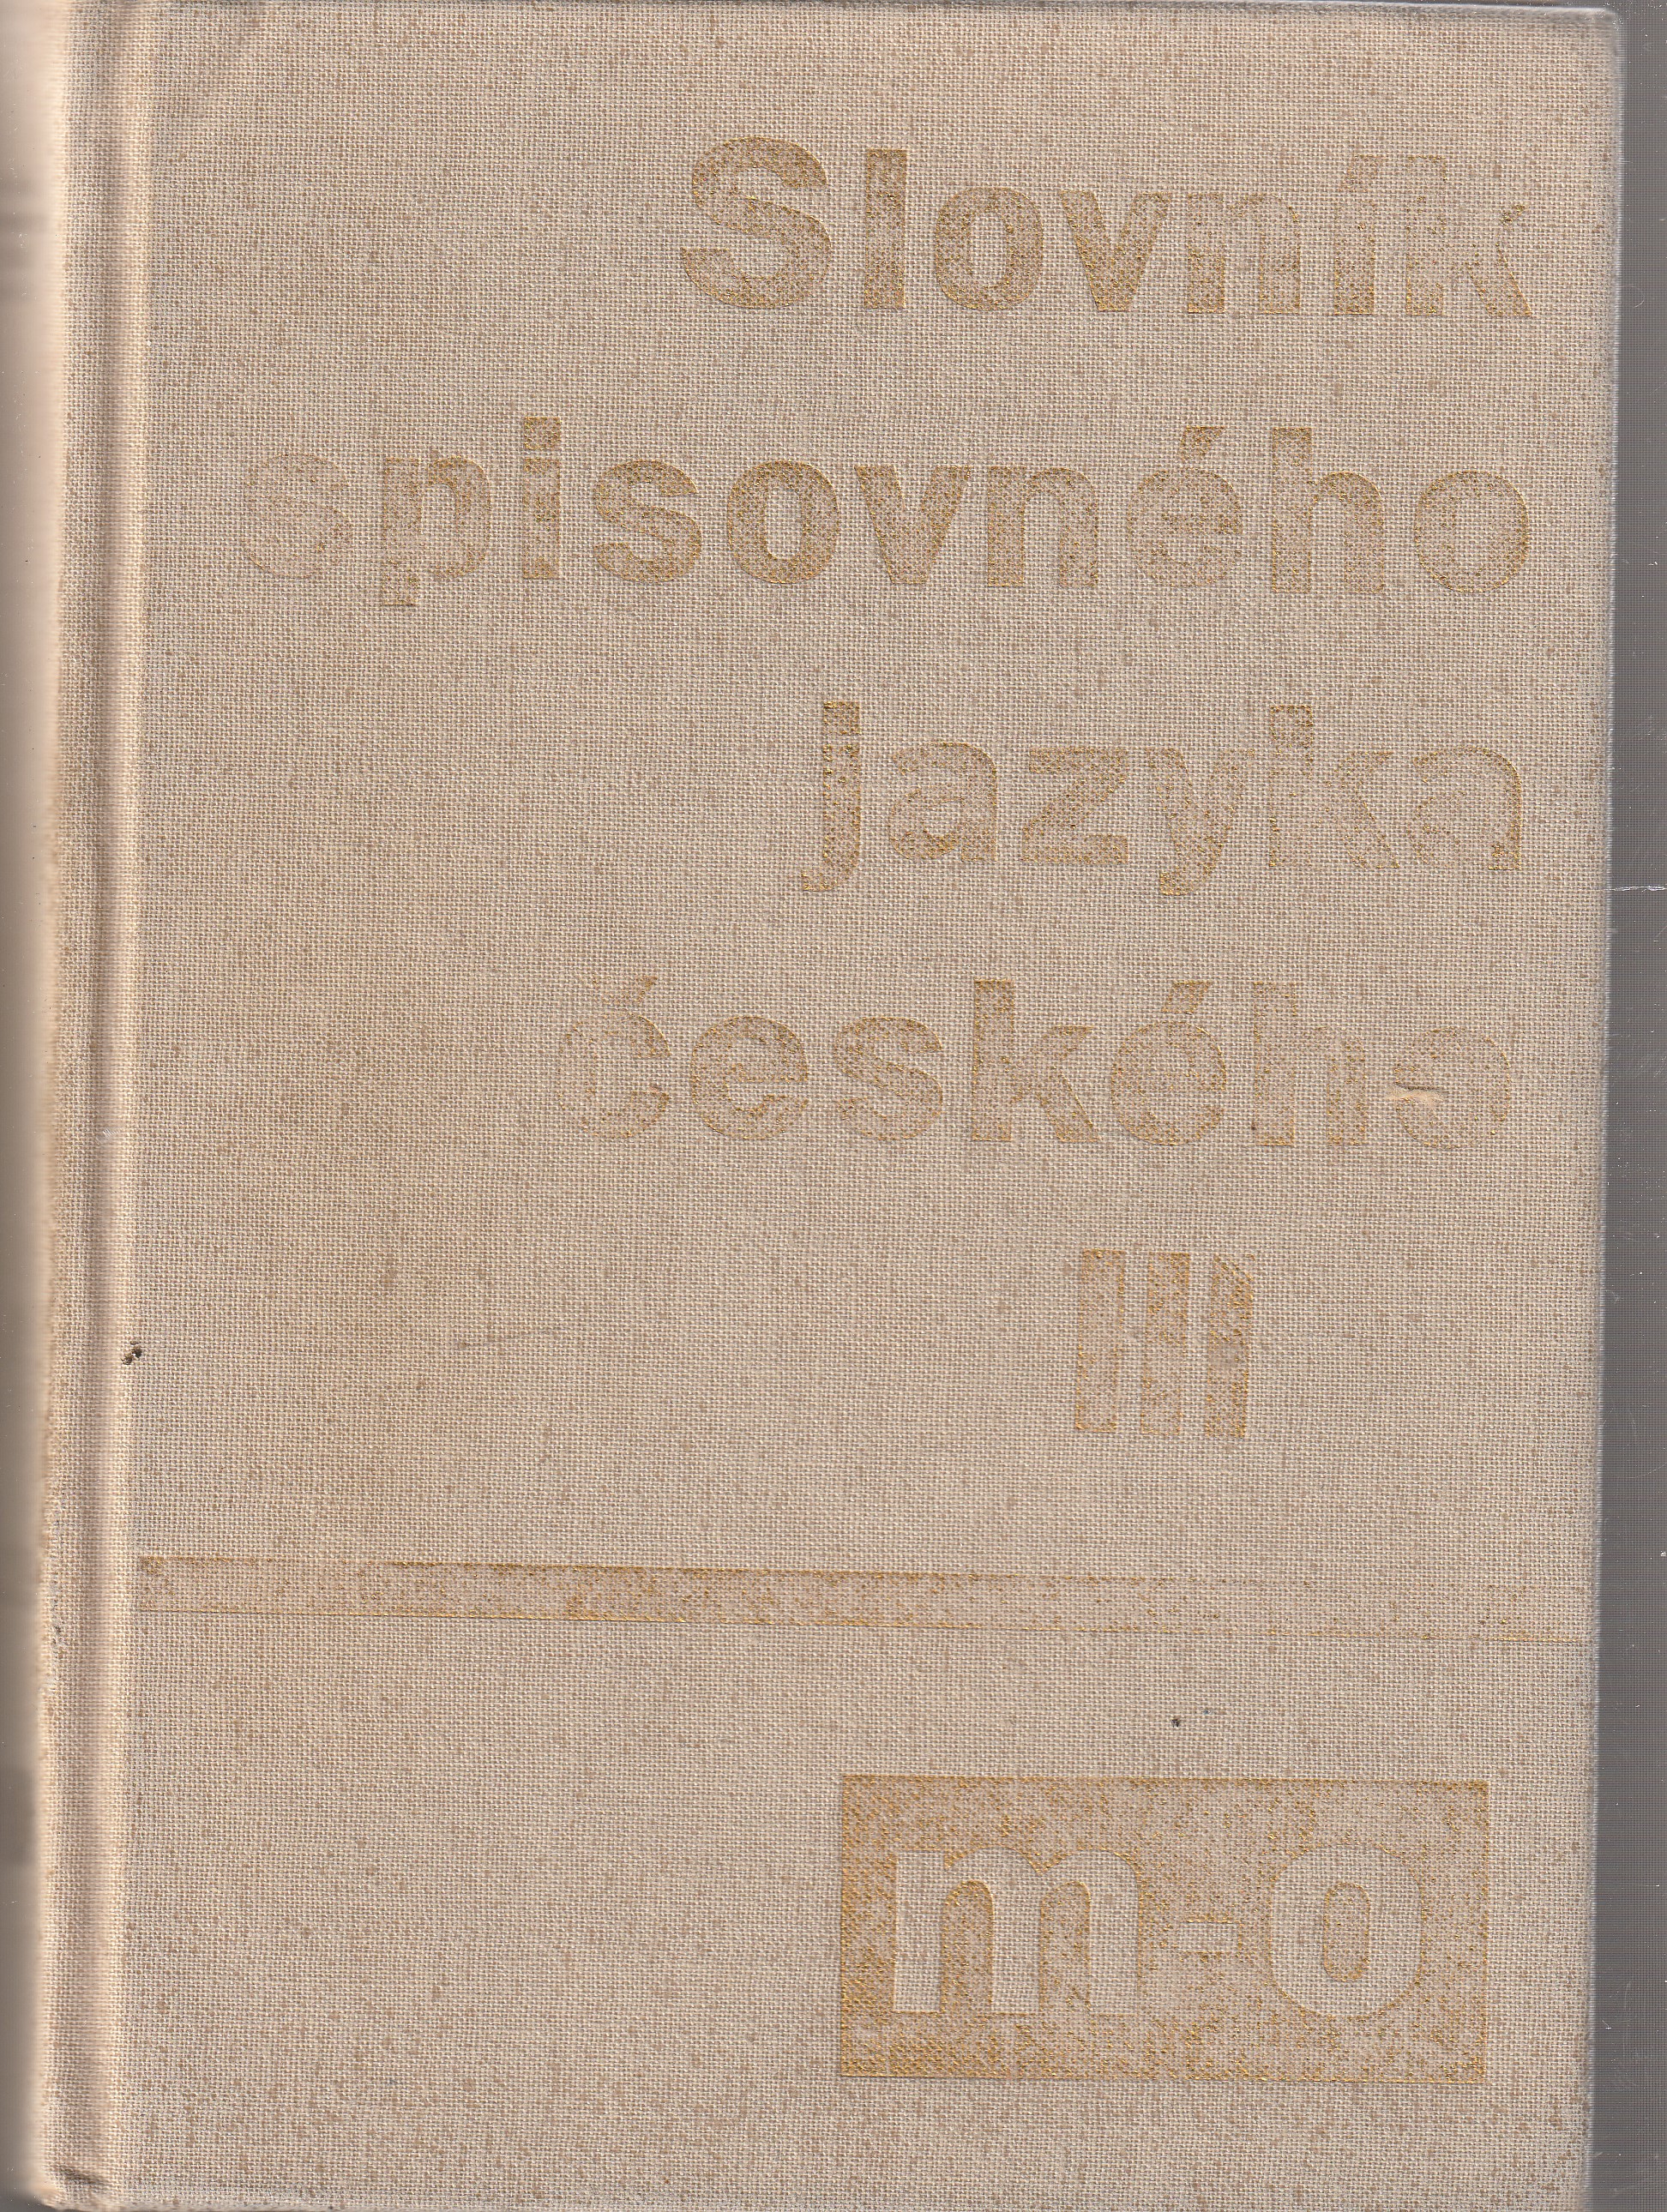 Slovník
spisovného
jazyka
českého
III
m-o